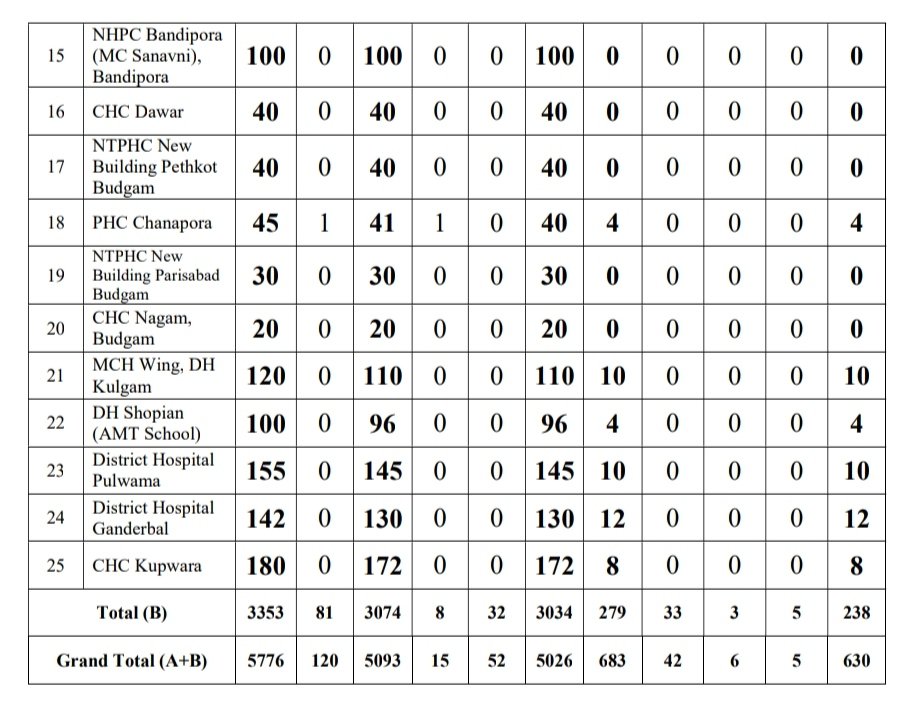 15 NHPC Bandipora (MC Sanavni), Bandipora 100 0 100 0 0 100 0 0 0 0 0
16 CHC Dawar 40 0 40 0 0 40 0 0 0 0 0
17 NTPHC New Building Pethkot Budgam 40 0 40 0 0 40 0 0 0 0 0
18 PHC Chanapora 45 1 41 1 0 40 4 0 0 0 4
19 NTPHC New Building Parisabad Budgam 30 0 30 0 0 30 0 0 0 0 0
20 CHC Nagam, Budgam 20 0 20 0 0 20 0 0 0 0 0
21 MCH Wing, DH Kulgam 120 0 110 0 0 110 10 0 0 0 10
22 DH Shopian (AMT School) 100 0 96 0 0 96 4 0 0 0 4
23 District Hospital Pulwama 155 0 145 0 0 145 10 0 0 0 10
24 District Hospital Ganderbal 142 0 130 0 0 130 12 0 0 0 12
25 CHC Kupwara 180 0 172 0 0 172 8 0 0 0 8
Total (B) 3353 81 3074 8 32 3034 279 33 3 5 238
Grand Total (A+B) 5776 120 5093 15 52 5026 683 42 6 5 630